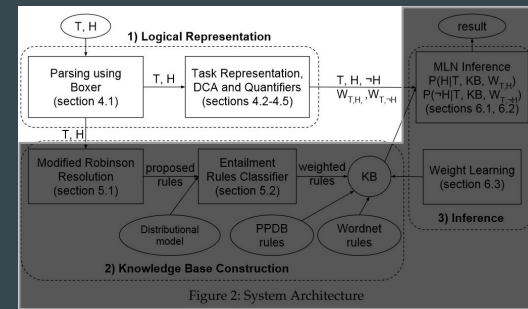 T, H
result
1) Logical Representation
Parsing using
Boxer
(section 4.1)
T, H
Task Representation,
DCA and Quantifiers
(sections 4.2-4.5)
T, H, ¬H
W_{T,H}, W_{T,¬H}
MLN Inference
P(H|T, KB, W_{T,H})
P(¬H|T, KB, W_{T,¬H})
(sections 6.1, 6.2)
T, H
Modified Robinson
Resolution
(section 5.1)
proposed
rules
Entailment
Rules Classifier
(section 5.2)
weighted
rules
KB
Weight Learning
(section 6.3)
Distributional
model
PPDB
rules
Wordnet
rules
3) Inference
2) Knowledge Base Construction
Figure 2: System Architecture